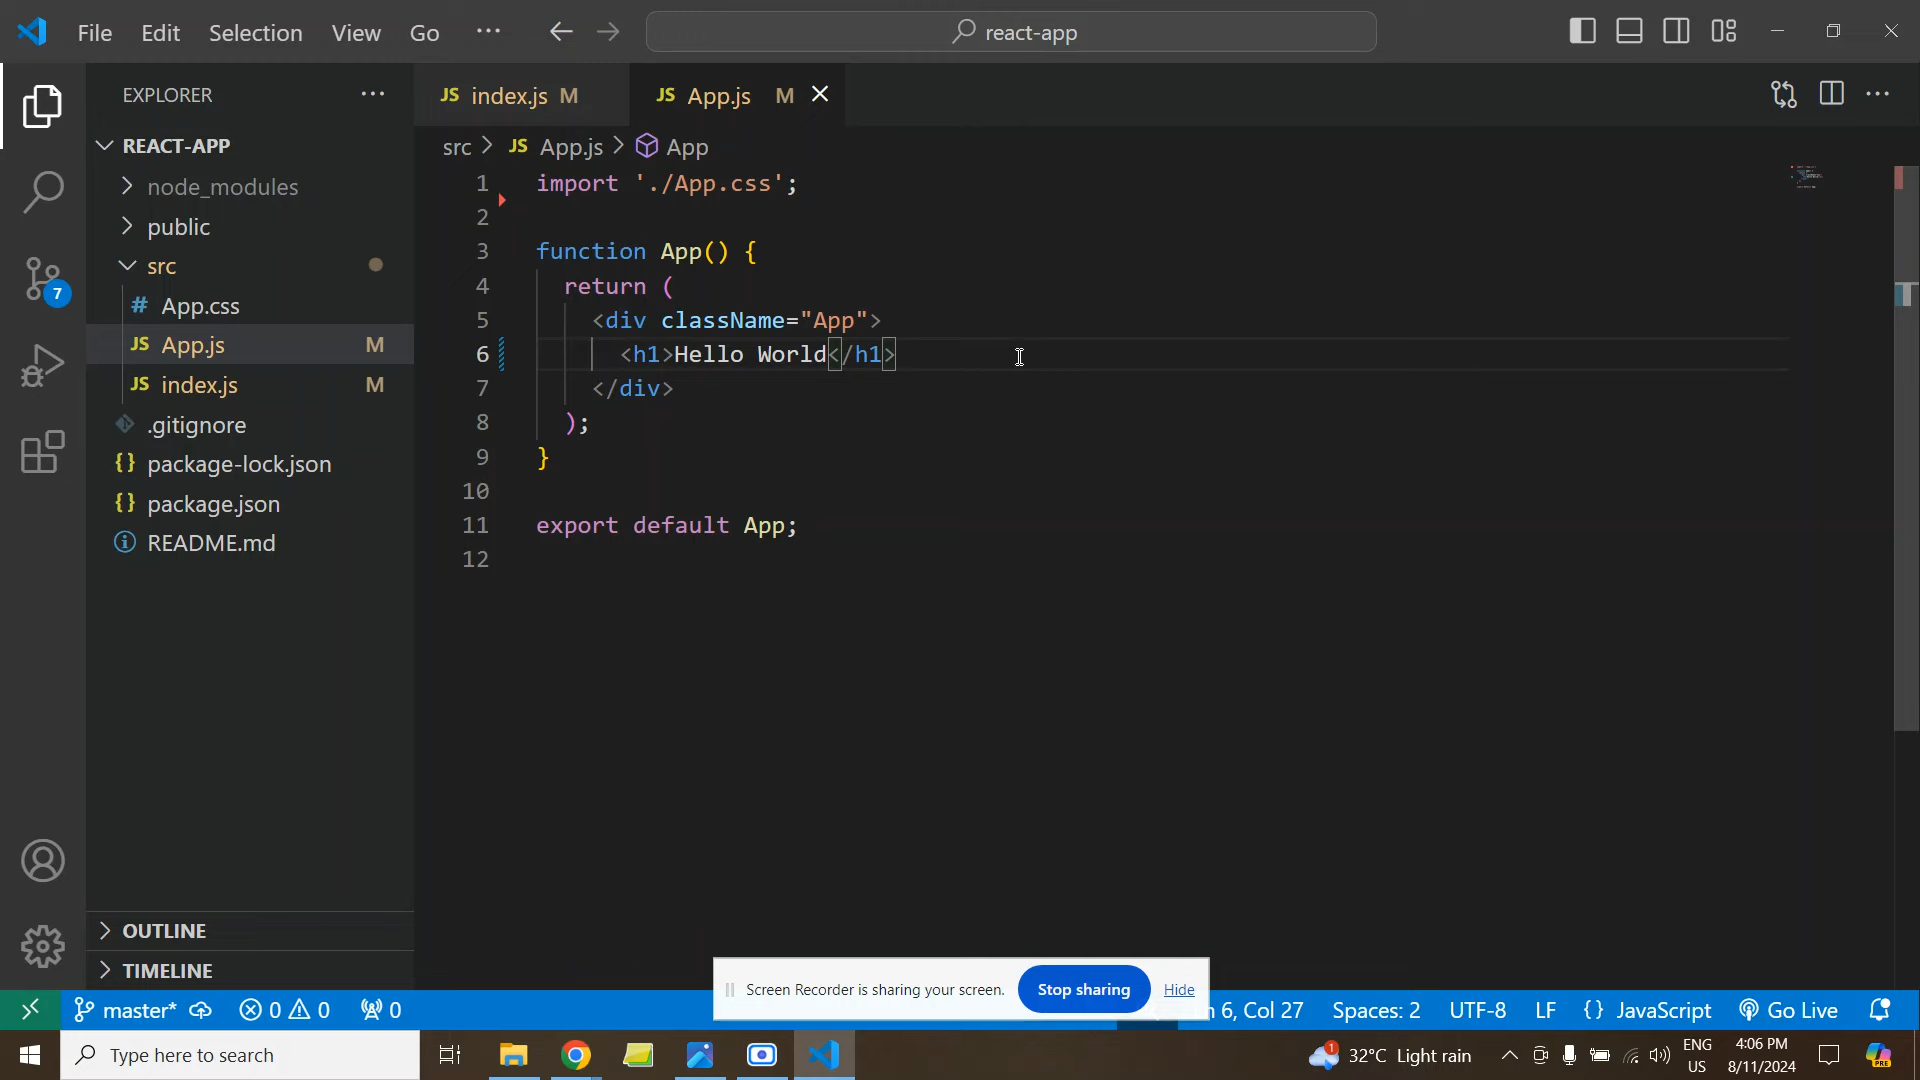 File Edit Selection View Go ··· react-app
EXPLORER ···
JS index.js M
JS App.js M
REACT-APP
node_modules
public
src
# App.css
JS App.js M
JS index.js M
.gitignore
{} package-lock.json
{} package.json
README.md
OUTLINE
TIMELINE
7
src > JS App.js > App
1 import './App.css';
2
3 function App() {
4 return (
5 <div className="App">
6 <h1>Hello World</h1>
7 </div>
8 );
9 }
10
11 export default App;
12
Screen Recorder is sharing your screen. Stop sharing Hide
master* 0 0 0 6, Col 27 Spaces: 2 UTF-8 LF {} JavaScript Go Live
Type here to search
1 32°C Light rain
ENG
US
4:06 PM
8/11/2024
PRE